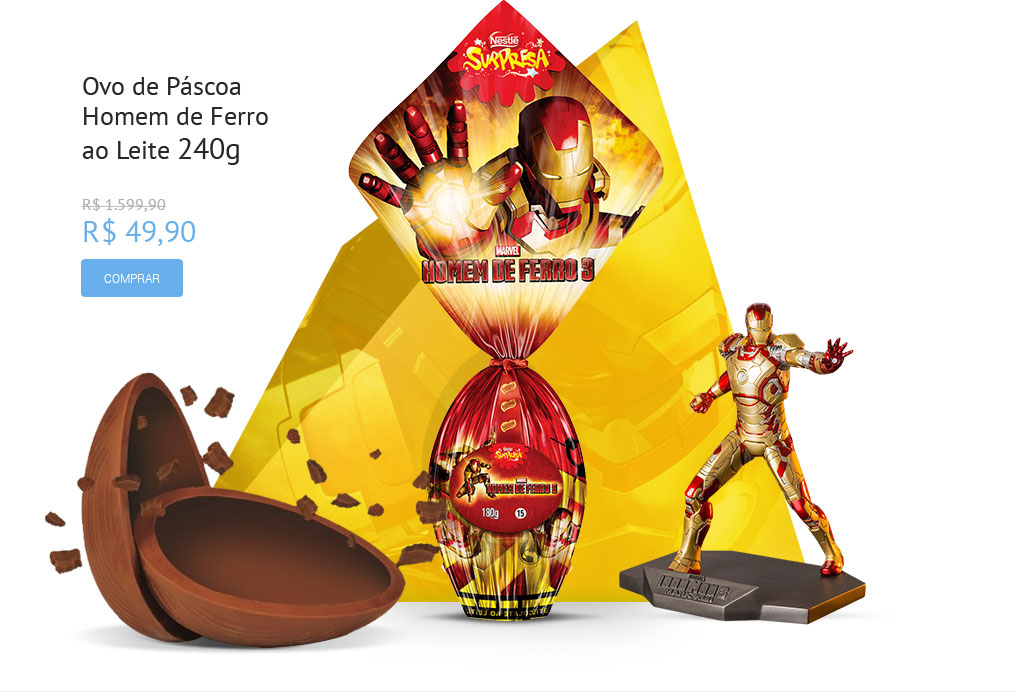 Ovo de Páscoa
Homem de Ferro
ao Leite 240g
R$ 1.599,90
R$ 49,90
COMPRAR
Nestlé
SURPRESA
MARVEL
HOMEM DE FERRO 3
SURPRESA
HOMEM DE FERRO 3
180g 15